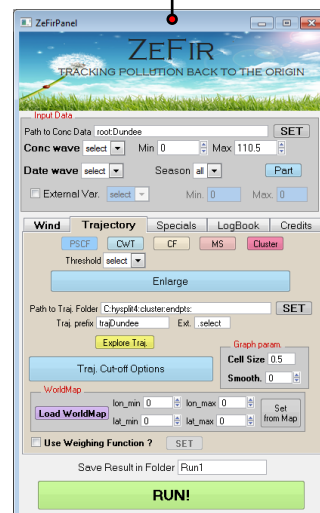 ZeFirPanel
ZeFir
Tracking pollution back to the origin
Input Data
Path to Conc Data root:Dundee SET
Conc wave select Min 0 Max 110.5
Date wave select Season all Part
External Var. select Min. 0 Max. 0
Wind Trajectory Specials LogBook Credits
PSCF CWT CF MS Cluster
Threshold select
Enlarge
Path to Traj. Folder C:hysplit4:cluster:endpts: SET
Traj. prefix trajDundee Ext. .select
Explore Traj.
Graph param.
Cell Size 0.5
Traj. Cut-off Options
Smooth. 0
WorldMap
Load WorldMap lon_min 0 lon_max 0 Set from Map
lat_min 0 lat_max 0
Use Weighing Function ? SET
Save Result in Folder Run1
RUN!